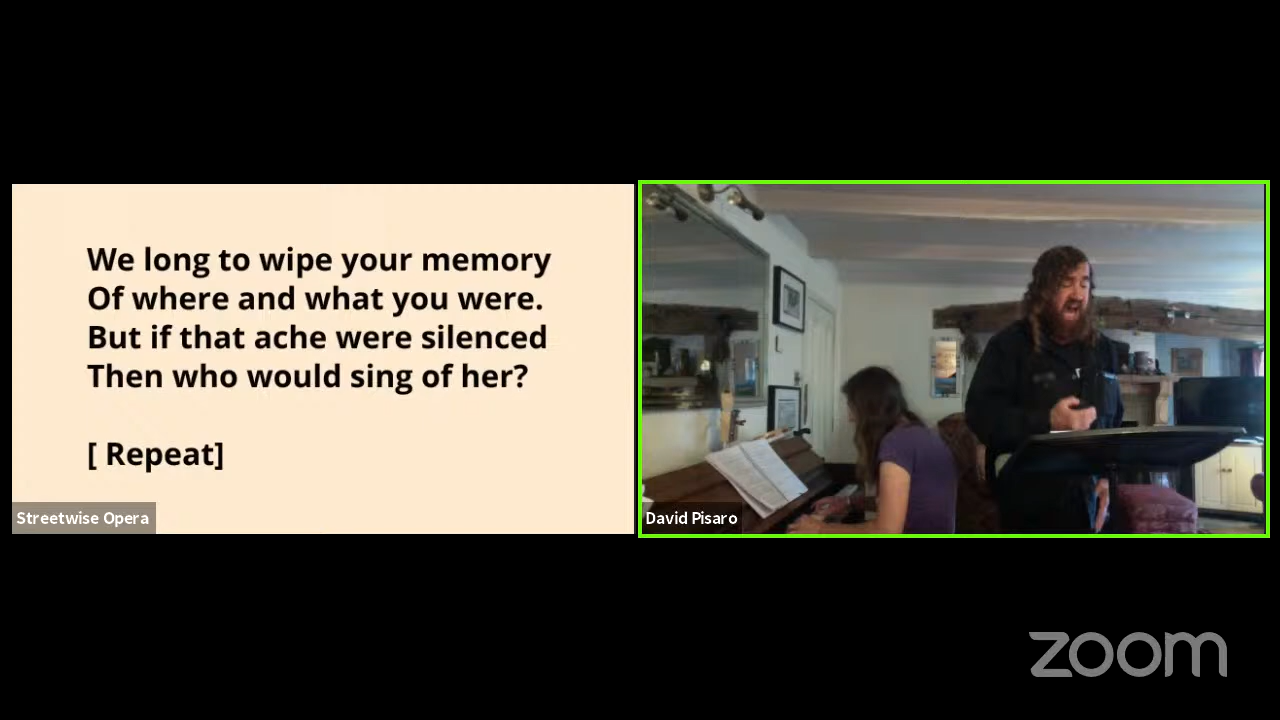 We long to wipe your memory
Of where and what you were.
But if that ache were silenced
Then who would sing of her?
[ Repeat]
Streetwise Opera
David Pisaro
zoom